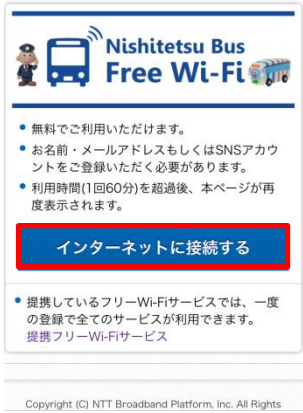 Nishitetsu Bus
Free Wi-Fi
• 無料でご利用いただけます。
• お名前・メールアドレスもしくはSNSアカウ
ントをご登録いただく必要があります。
• 利用時間(1回60分)を超過後、本ページが再
度表示されます。
インターネットに接続する
• 提携しているフリーWi-Fiサービスでは、一度
の登録で全てのサービスが利用できます。
提携フリーWi-Fiサービス
Copyright (C) NTT Broadband Platform, Inc. All Rights